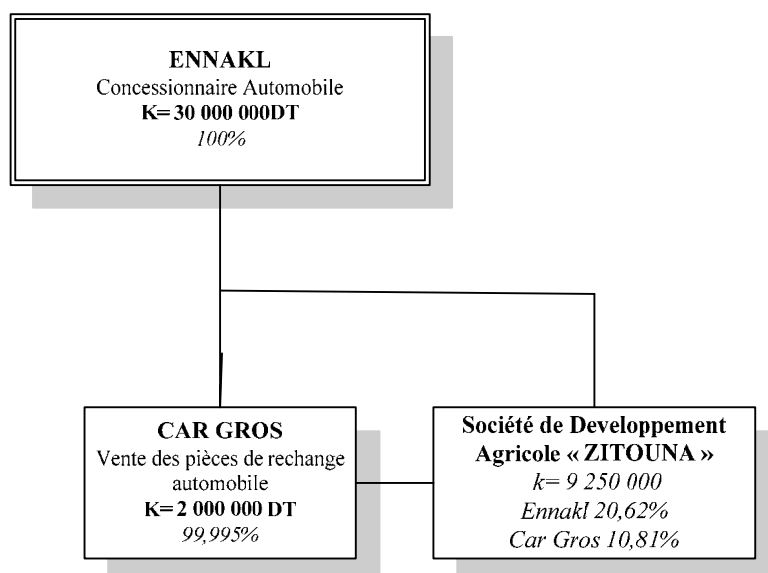 ENNAKL
Concessionnaire Automobile
K= 30 000 000DT
100%
CAR GROS
Vente des pièces de rechange
automobile
K= 2 000 000 DT
99,995%
Société de Developpement
Agricole « ZITOUNA »
k= 9 250 000
Ennakl 20,62%
Car Gros 10,81%